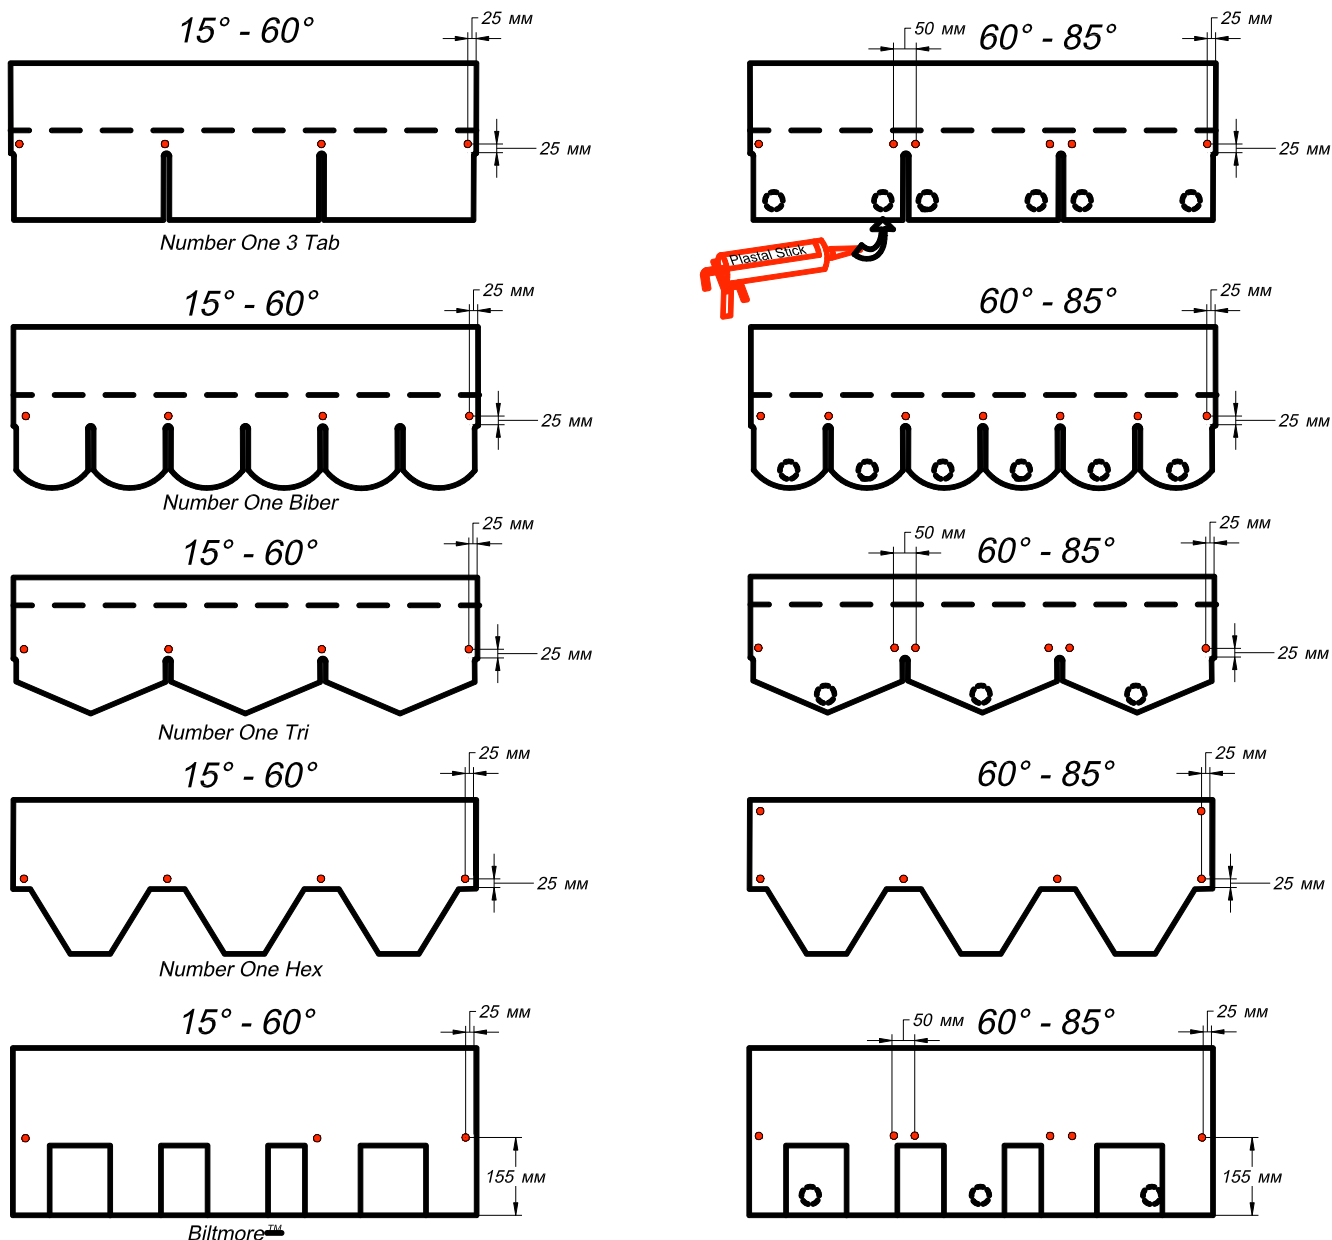 15° - 60°
25 мм
25 мм
Number One 3 Tab
50 мм
60° - 85°
25 мм
25 мм
Plastal Stick
15° - 60°
25 мм
25 мм
Number One Biber
60° - 85°
25 мм
25 мм
15° - 60°
25 мм
25 мм
Number One Tri
50 мм
60° - 85°
25 мм
25 мм
15° - 60°
25 мм
25 мм
Number One Hex
60° - 85°
25 мм
25 мм
15° - 60°
25 мм
155 мм
Biltmore™
50 мм
60° - 85°
25 мм
155 мм